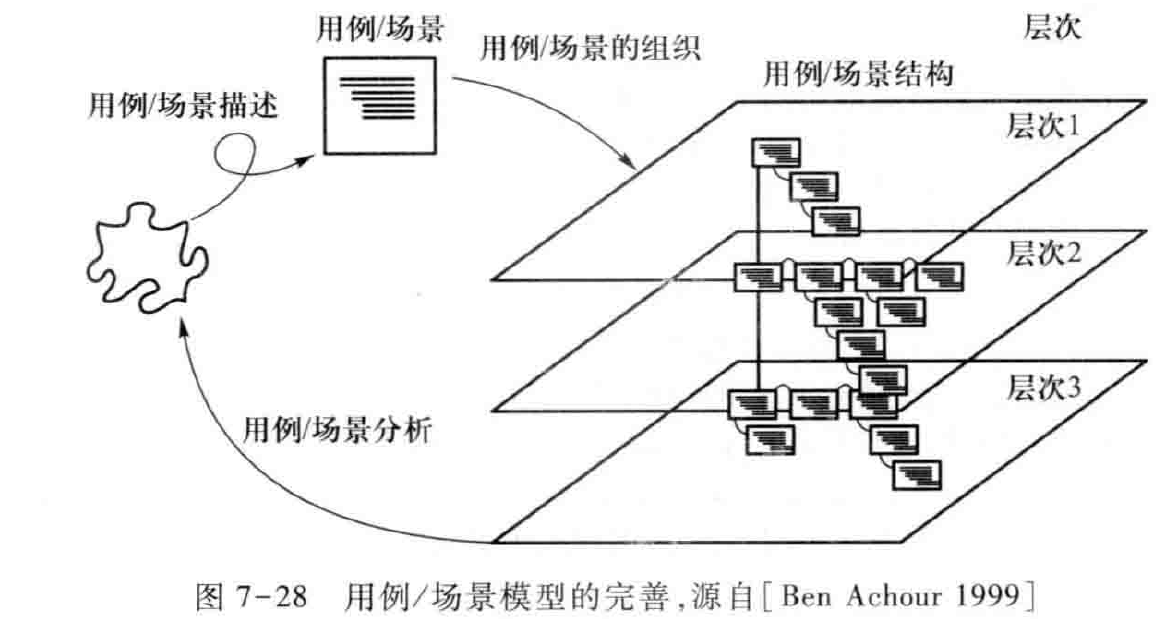 用例/场景
层次
用例/场景的组织
用例/场景结构
用例/场景描述
层次1
层次2
层次3
用例/场景分析
图 7-28 用例/场景模型的完善,源自[Ben Achour 1999]